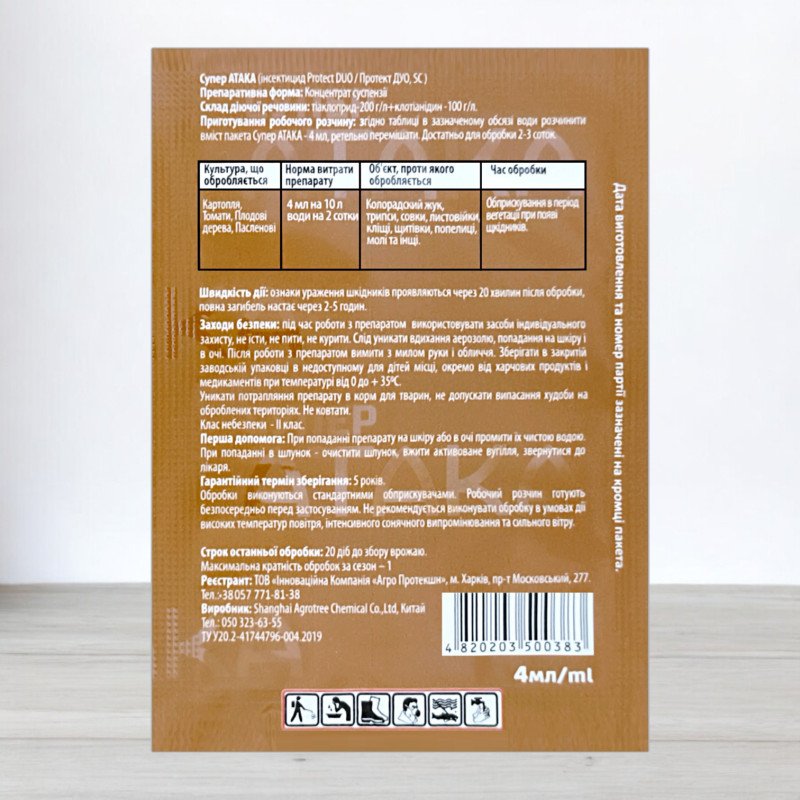 Супер АТАКА (інсектицид Protect DUO / Протект ДУО, SC )
Препаративна форма: Концентрат суспензії
Склад діючої речовини: тіаклоприд-200 г/л+клотіанідин -100 г/л.
Приготування робочого розчину: згідно таблиці в зазначеному обсязі води розчинити
вміст пакета Супер АТАКА - 4 мл, ретельно перемішати. Достатньо для обробки 2-3 соток.
Культура, що обробляється
Норма витрати препарату
Об'єкт, проти якого обробляється
Час обробки
Картопля,
Томати, Плодові
дерева, Пасленові
4 мл на 10 л
води на 2 сотки
Колорадский жук,
трипси, совки, листовійки,
кліщі, щитівки, попелиці,
молі та інщі.
Обприскування в період
вегетації при появі
щкідників.
Швидкість дії: ознаки ураження шкідників проявляються через 20 хвилин після обробки,
повна загибель настає через 2-5 годин.
Заходи безпеки: під час роботи з препаратом використовувати засоби індивідуального
захисту, не їсти, не пити, не курити. Слід уникати вдихання аерозолю, попадання на шкіру і
в очі. Після роботи з препаратом вимити з милом руки і обличчя. Зберігати в закритій
заводській упаковці в недоступному для дітей місці, окремо від харчових продуктів і
медикаментів при температурі від 0 до + 35ºC.
Уникати потрапляння препарату в корм для тварин, не допускати випасання худоби на
оброблених територіях. Не ковтати.
Клас небезпеки - II клас.
Перша допомога: При попаданні препарату на шкіру або в очі промити їх чистою водою.
При попаданні в шлунок - очистити шлунок, вжити активоване вугілля, звернутися до
лікаря.
Гарантійний термін зберігання: 5 років.
Обробки виконуються стандартними обприскувачами. Робочий розчин готують
безпосередньо перед застосуванням. Не рекомендується виконувати обробку в умовах дії
високих температур повітря, інтенсивного сонячного випромінювання та сильного вітру.
Строк останньої обробки: 20 діб до збору врожаю.
Максимальна кратність обробок за сезон – 1
Реєстрант: ТОВ «Інноваційна Компанія «Агро Протекшн», м. Харків, пр-т Московський, 277.
Тел.:+38 057 771-81-38
Виробник: Shanghai Agrotree Chemical Co.,Ltd, Китай
Тел.: 050 323-63-55
ТУ У20.2-41744796-004.2019
4 820203 500383
4мл/ml
Дата виготовлення та номер партії зазначені на кромці пакета.